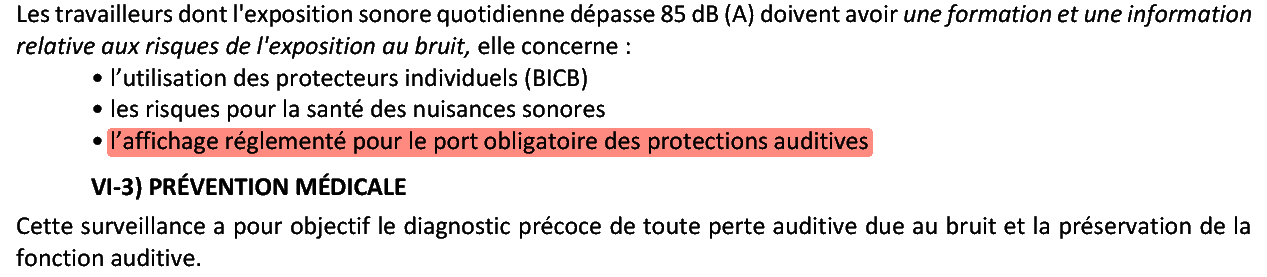 Les travailleurs dont l'exposition sonore quotidienne dépasse 85 dB (A) doivent avoir une formation et une information
relative aux risques de l'exposition au bruit, elle concerne :
• l’utilisation des protecteurs individuels (BICB)
• les risques pour la santé des nuisances sonores
• l’affichage réglementé pour le port obligatoire des protections auditives
VI-3) PRÉVENTION MÉDICALE
Cette surveillance a pour objectif le diagnostic précoce de toute perte auditive due au bruit et la préservation de la
fonction auditive.